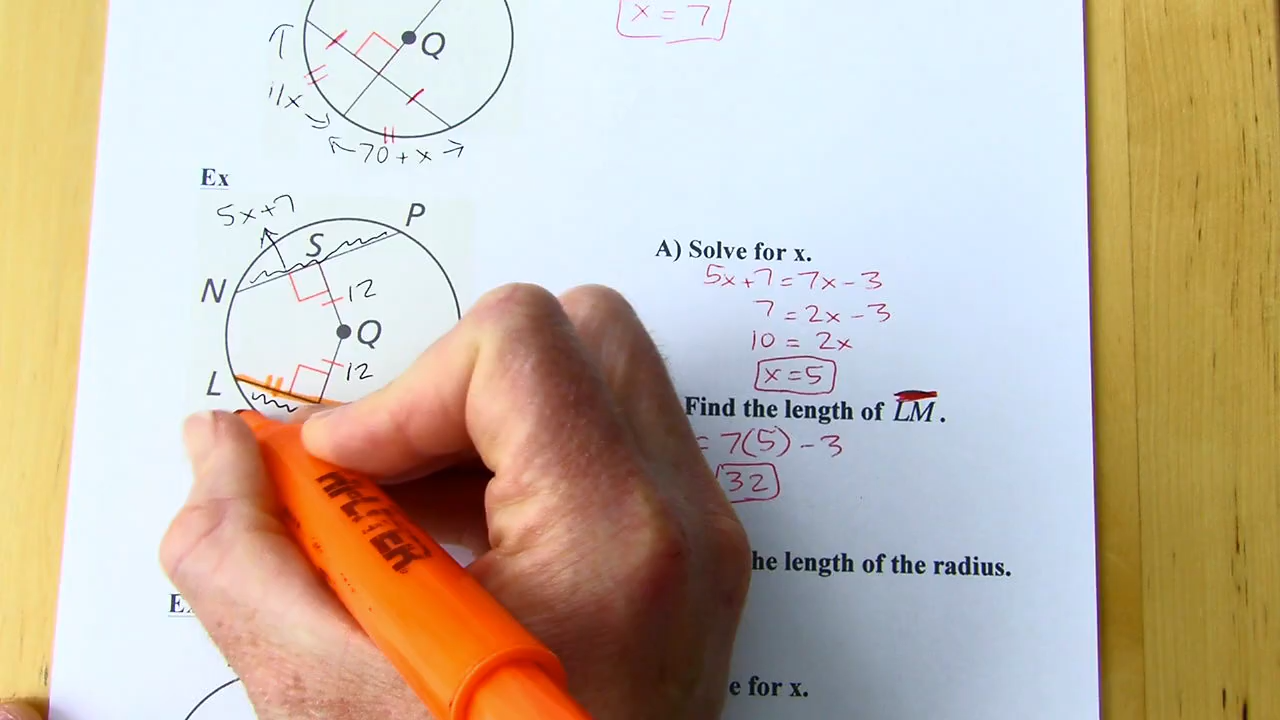 x = 7
Q
11x
70 + x
Ex
5x+7
P
S
N
12
Q
12
L
A) Solve for x.
5x+7 = 7x-3
7 = 2x - 3
10 = 2x
x = 5
Find the length of LM.
= 7(5) - 3
32
the length of the radius.
for x.